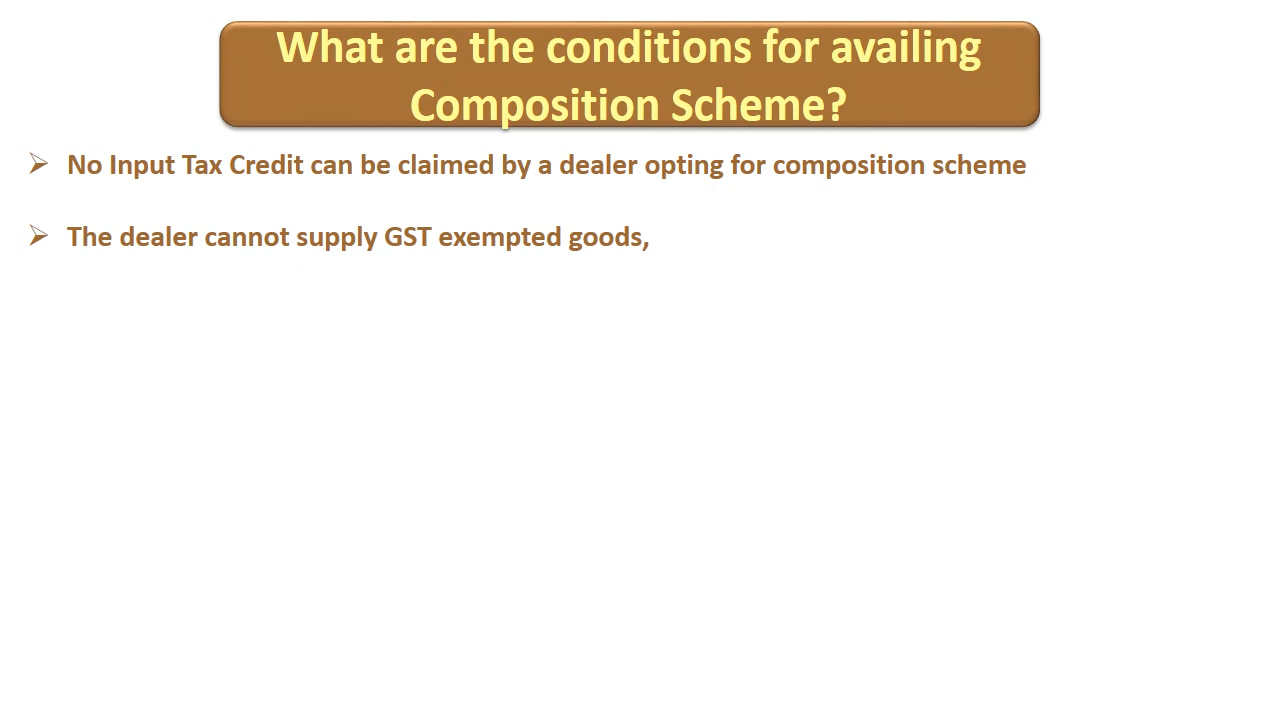 What are the conditions for availing
Composition Scheme?
No Input Tax Credit can be claimed by a dealer opting for composition scheme
The dealer cannot supply GST exempted goods,